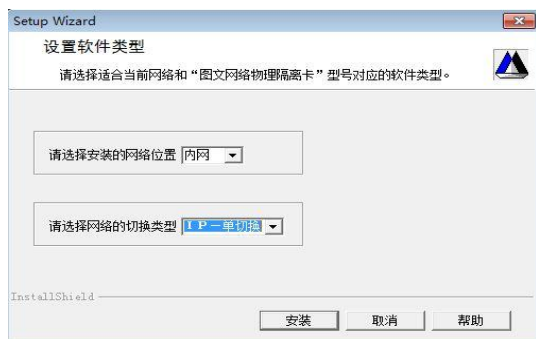 Setup Wizard
设置软件类型
请选择适合当前网络和“图文网络物理隔离卡”型号对应的软件类型。
请选择安装的网络位置 内网
请选择网络的切换类型 IP－单切换
InstallShield
安装 取消 帮助